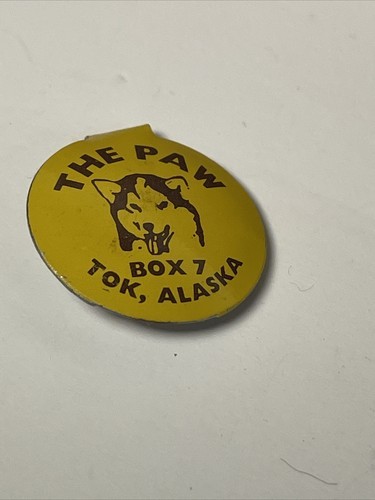 THE PAW
BOX 7
TOK, ALASKA